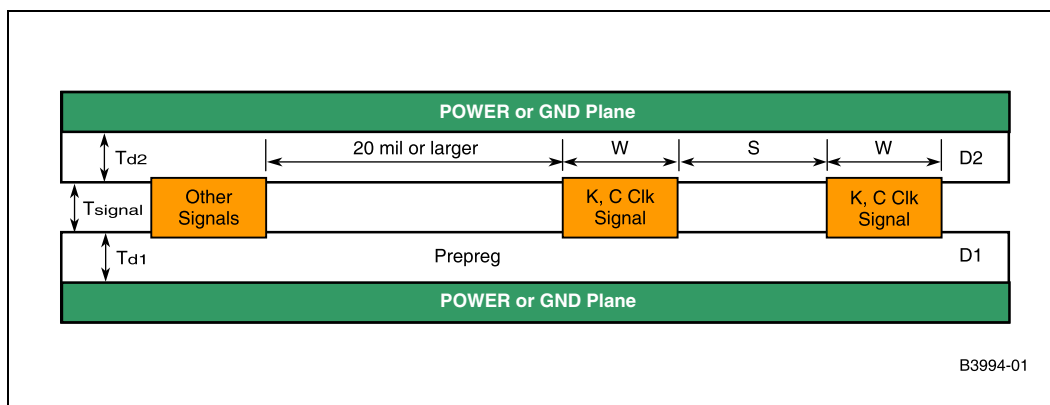 POWER or GND Plane
Td2
20 mil or larger
W
S
W
D2
Tsignal
Other
Signals
K, C Clk
Signal
K, C Clk
Signal
Td1
Prepreg
D1
POWER or GND Plane
B3994-01